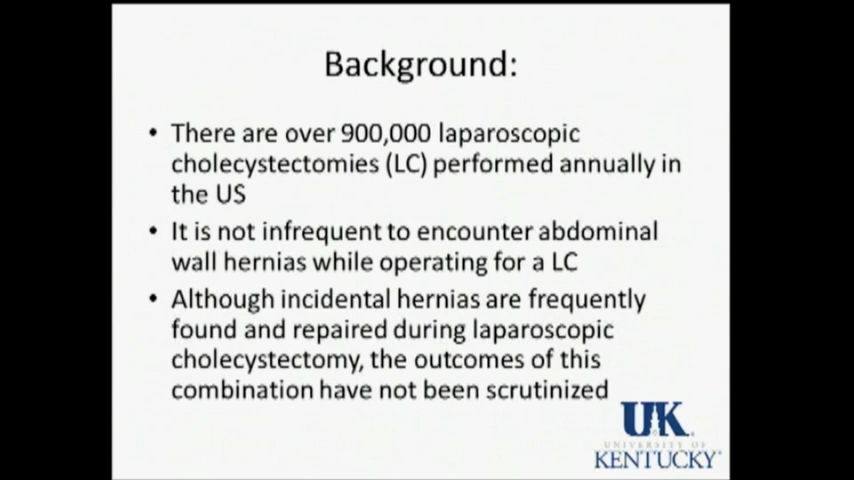 Background:
• There are over 900,000 laparoscopic
cholecystectomies (LC) performed annually in
the US
• It is not infrequent to encounter abdominal
wall hernias while operating for a LC
• Although incidental hernias are frequently
found and repaired during laparoscopic
cholecystectomy, the outcomes of this
combination have not been scrutinized
UK
UNIVERSITY OF
KENTUCKY